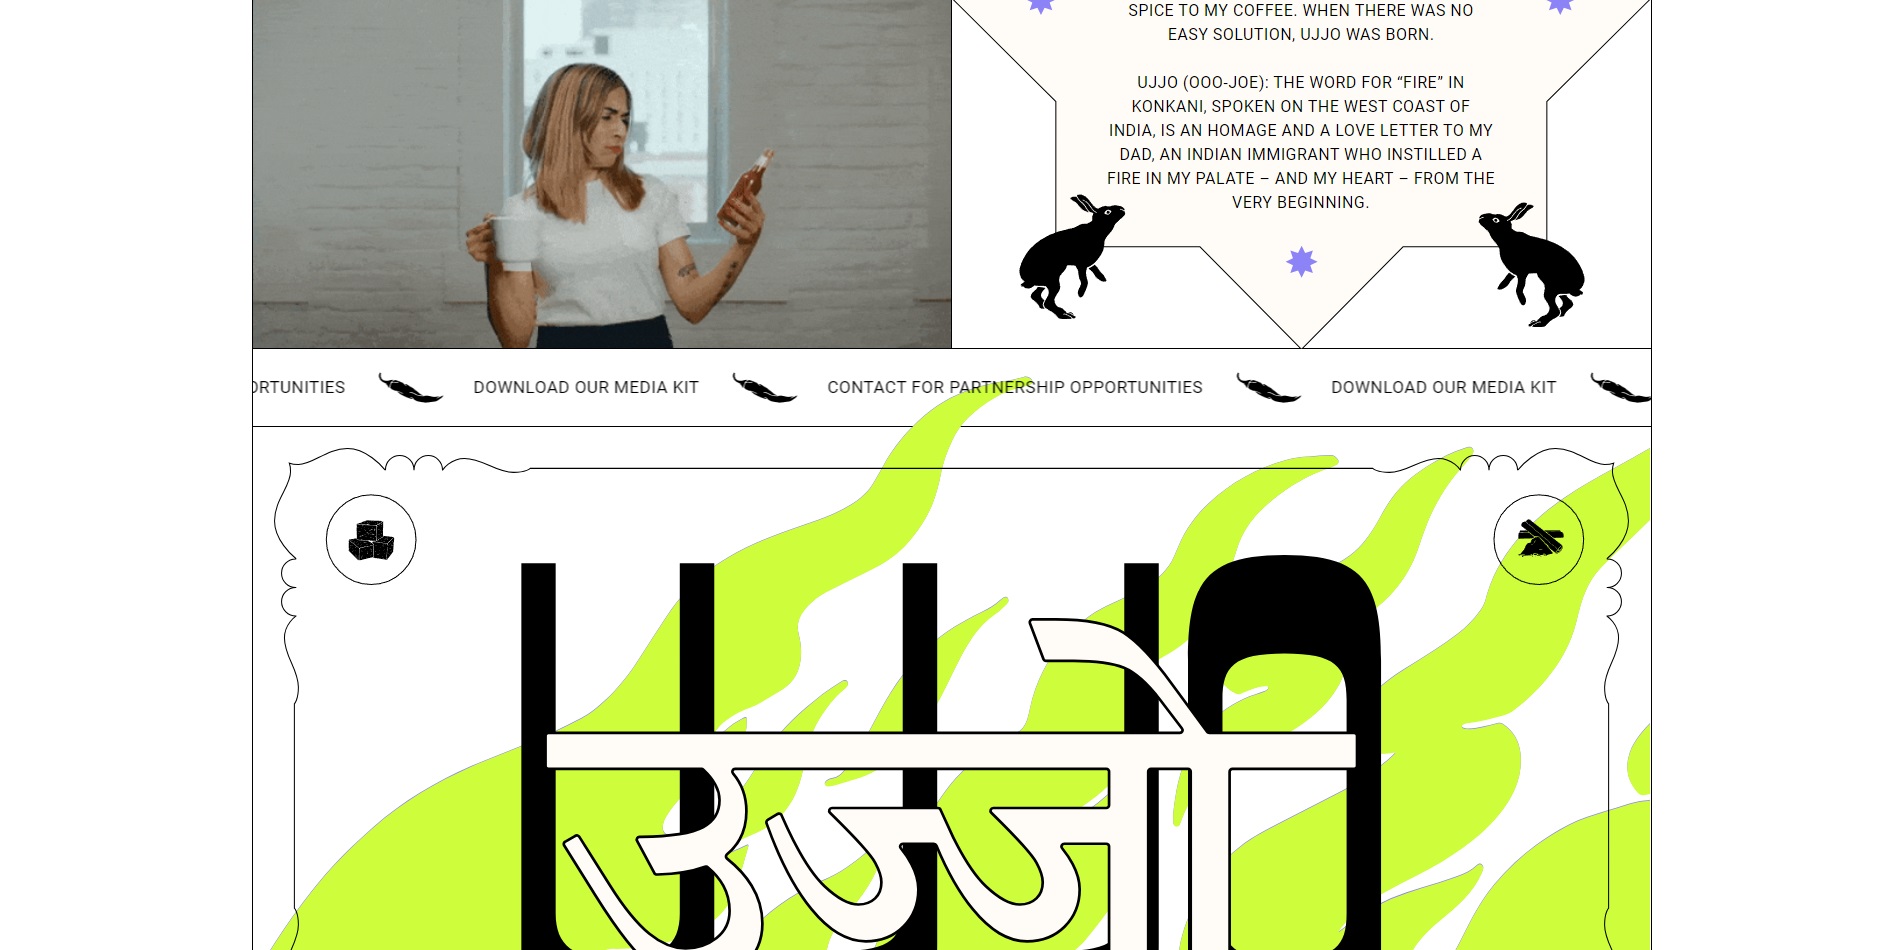 SPICE TO MY COFFEE. WHEN THERE WAS NO
EASY SOLUTION, UJJO WAS BORN.
UJJO (OOO-JOE): THE WORD FOR “FIRE” IN
KONKANI, SPOKEN ON THE WEST COAST OF
INDIA, IS AN HOMAGE AND A LOVE LETTER TO MY
DAD, AN INDIAN IMMIGRANT WHO INSTILLED A
FIRE IN MY PALATE – AND MY HEART – FROM THE
VERY BEGINNING.
ORTUNITIES DOWNLOAD OUR MEDIA KIT CONTACT FOR PARTNERSHIP OPPORTUNITIES DOWNLOAD OUR MEDIA KIT
UJJO
उज्जो